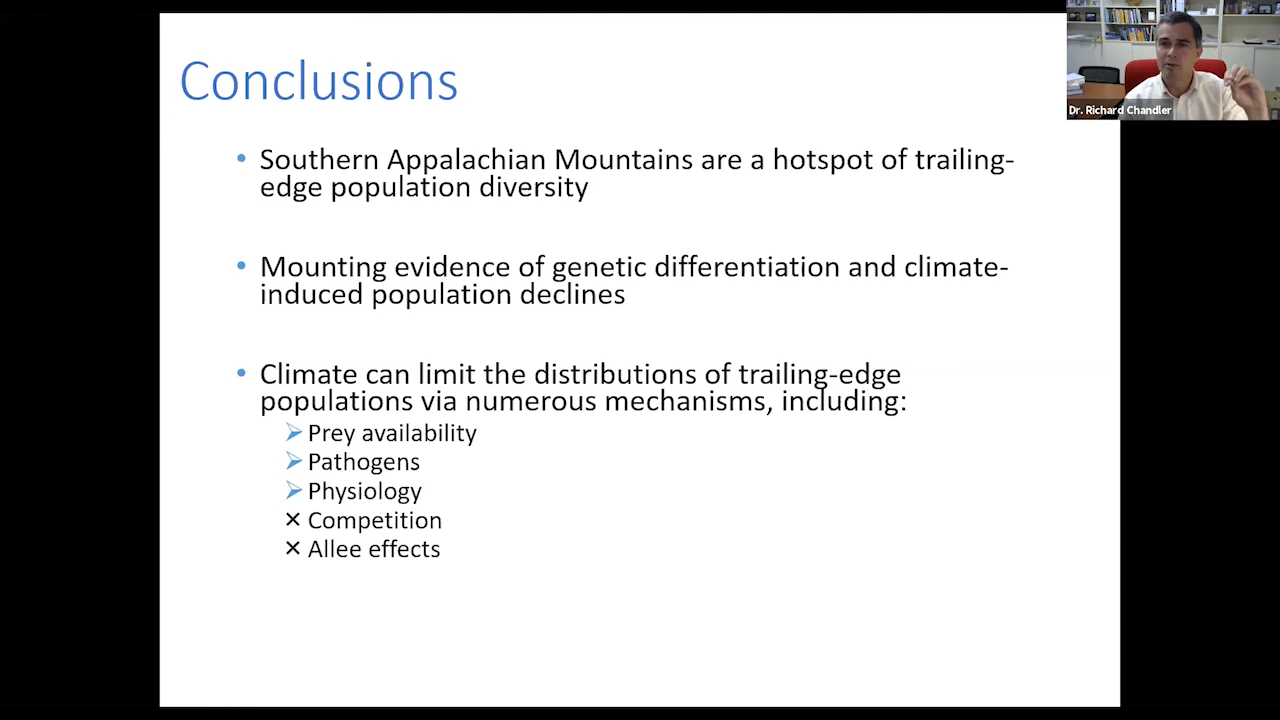 Conclusions
Dr. Richard Chandler
• Southern Appalachian Mountains are a hotspot of trailing-
edge population diversity
• Mounting evidence of genetic differentiation and climate-
induced population declines
• Climate can limit the distributions of trailing-edge
populations via numerous mechanisms, including:
➢ Prey availability
➢ Pathogens
➢ Physiology
× Competition
× Allee effects